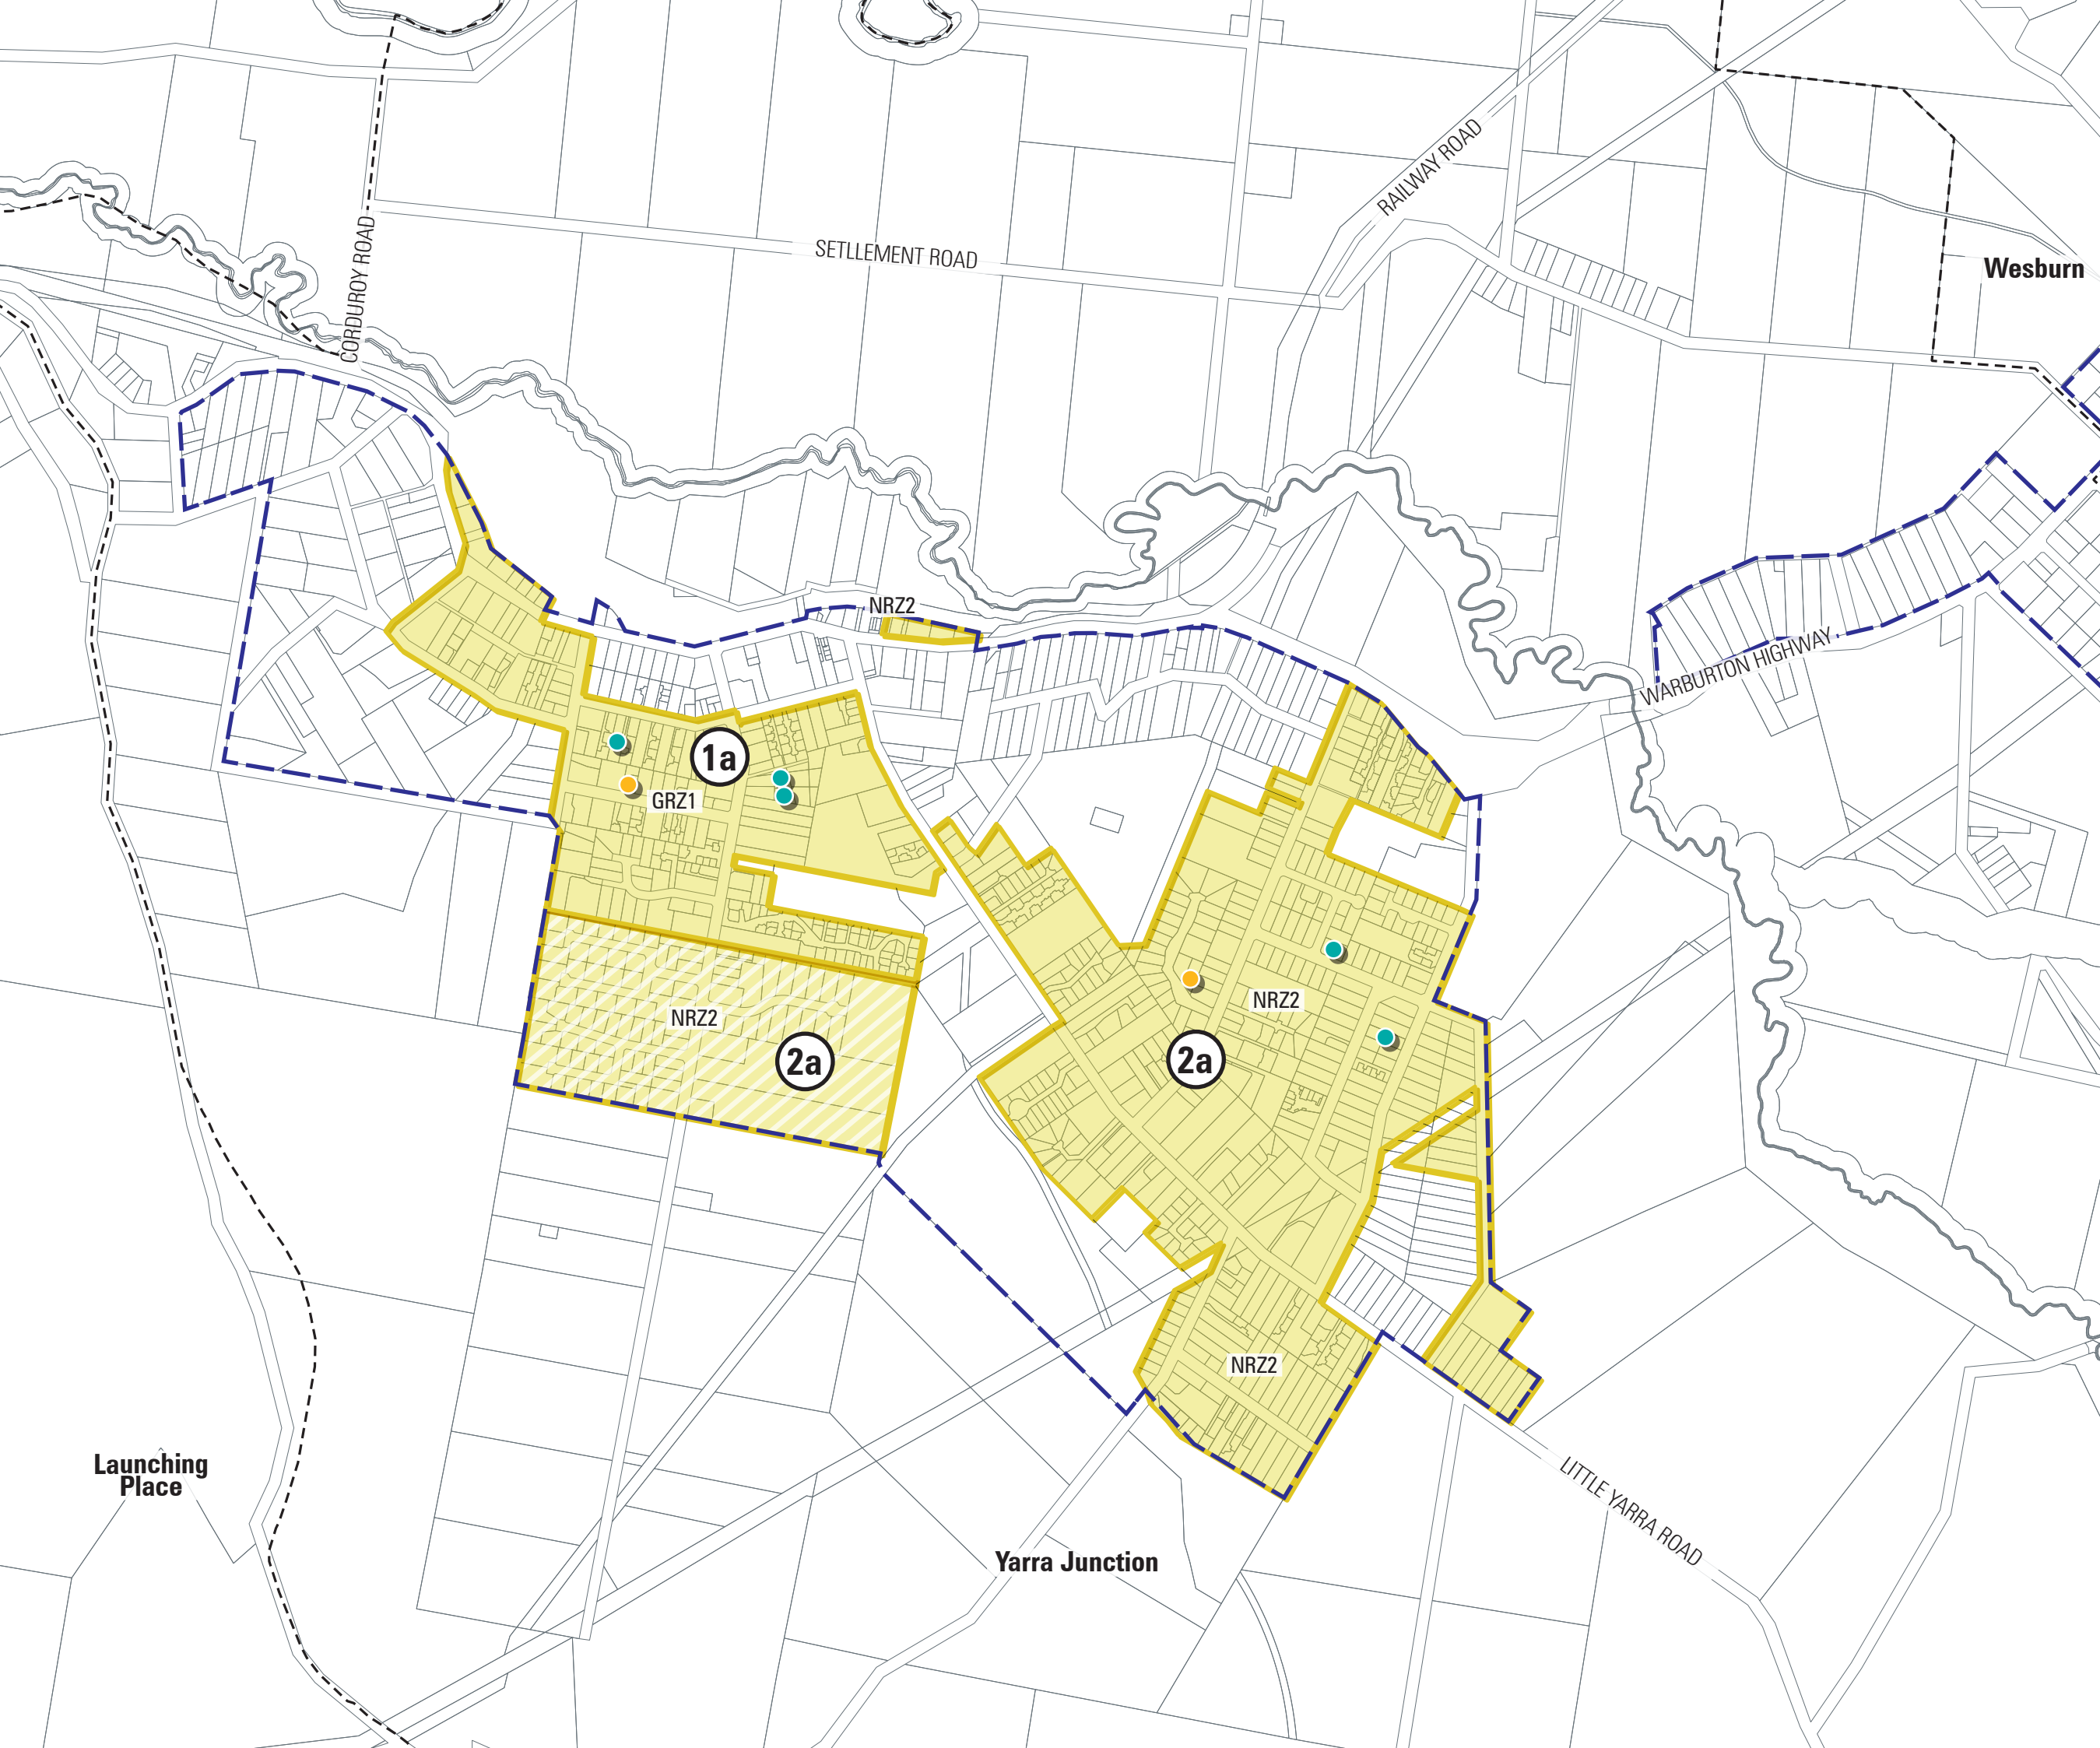 RAILWAY ROAD
SETLLEMENT ROAD
CORDUROY ROAD
Wesburn
NRZ2
WARBURTON HIGHWAY
1a
GRZ1
NRZ2
2a
NRZ2
2a
NRZ2
Launching
Place
LITTLE YARRA ROAD
Yarra Junction